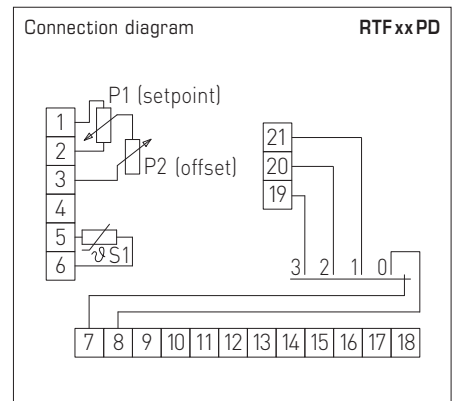 Connection diagram RTF xx PD
P1 (setpoint)
1
2
3
4
5
6
P2 (offset)
ϑ S1
21
20
19
3 2 1 0
7 8 9 10 11 12 13 14 15 16 17 18